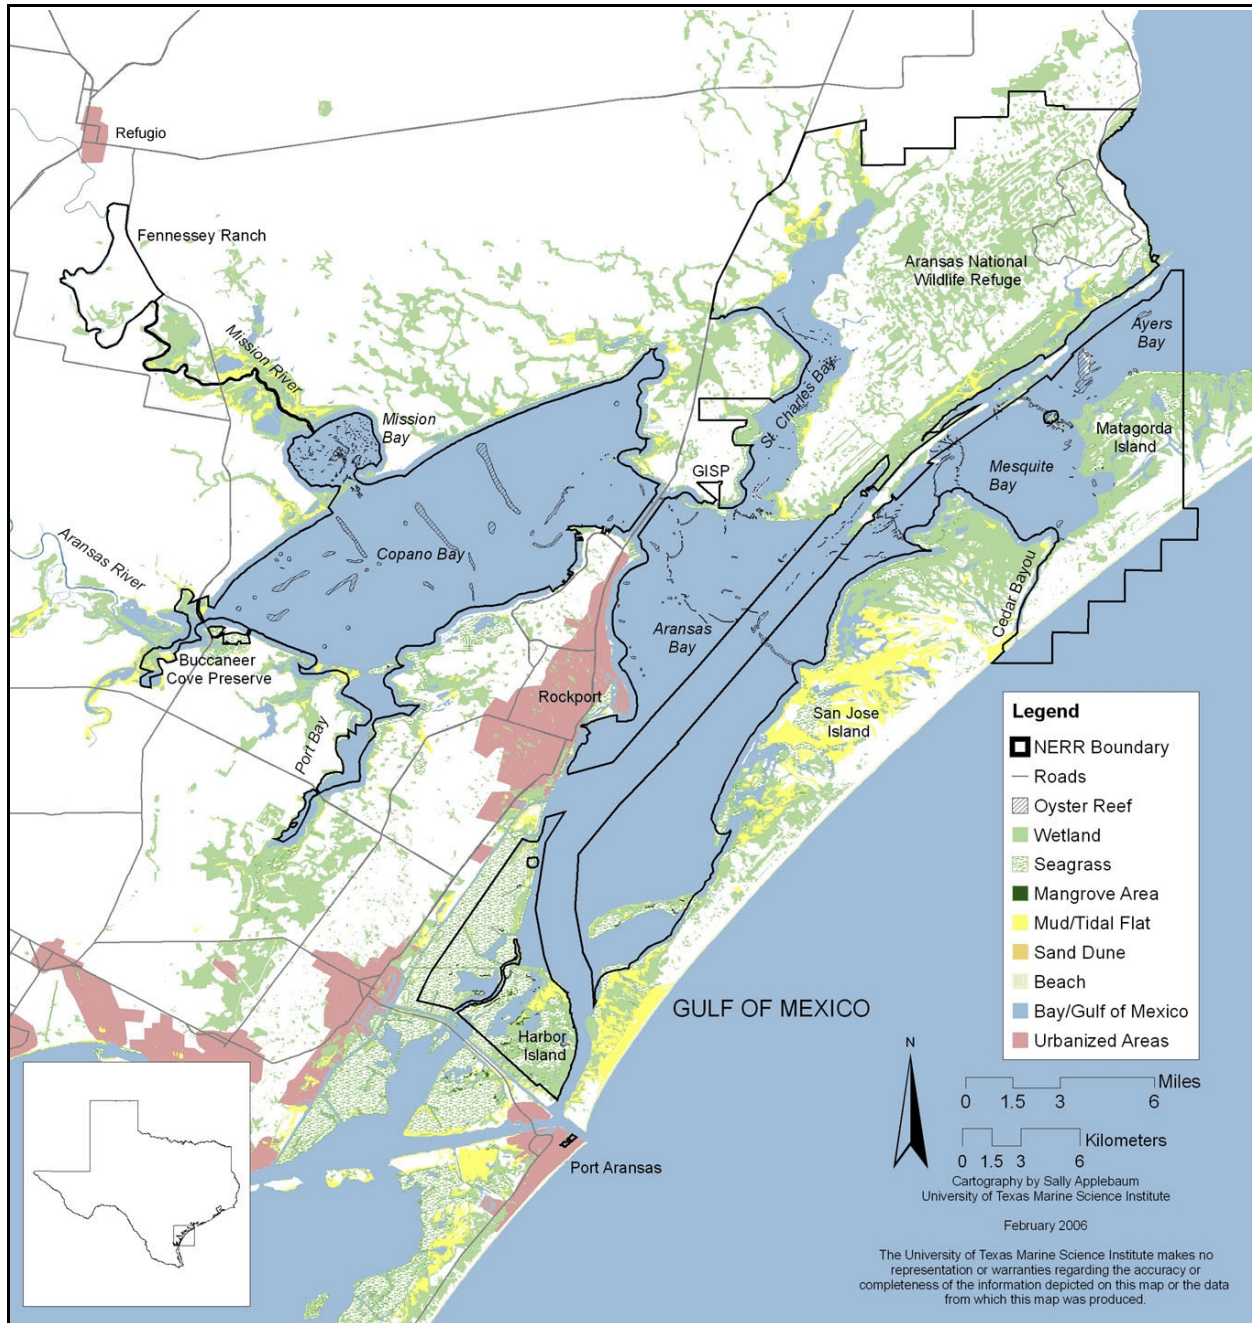 Refugio
Fennessey Ranch
Mission River
Mission
Bay
Aransas National
Wildlife Refuge
Ayers
Bay
St. Charles Bay
Matagorda
Island
GISP
Mesquite
Bay
Copano Bay
Aransas River
Cedar Bayou
Aransas
Bay
Buccaneer
Cove Preserve
Rockport
San Jose
Island
Port Bay
Legend
NERR Boundary
Roads
Oyster Reef
Wetland
Seagrass
Mangrove Area
Mud/Tidal Flat
Sand Dune
Beach
Bay/Gulf of Mexico
Urbanized Areas
GULF OF MEXICO
Harbor
Island
Port Aransas
N
Miles
0 1.5 3 6
Kilometers
0 1.5 3 6
Cartography by Sally Applebaum
University of Texas Marine Science Institute
February 2006
The University of Texas Marine Science Institute makes no
representation or warranties regarding the accuracy or
completeness of the information depicted on this map or the data
from which this map was produced.